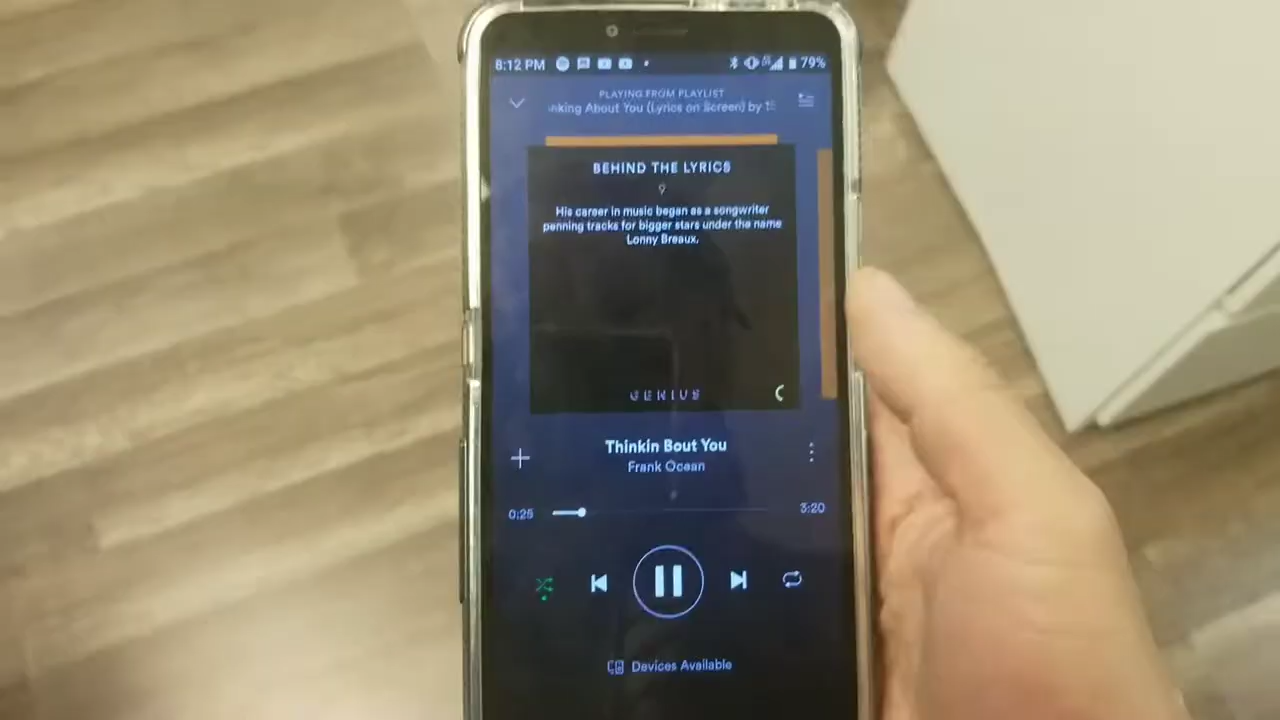 8:12 PM
79%
PLAYING FROM PLAYLIST
nking About You (Lyrics on Screen) by t
BEHIND THE LYRICS
His career in music began as a songwriter
penning tracks for bigger stars under the name
Lonny Breaux.
GENIUS
Thinkin Bout You
Frank Ocean
0:25
3:20
Devices Available